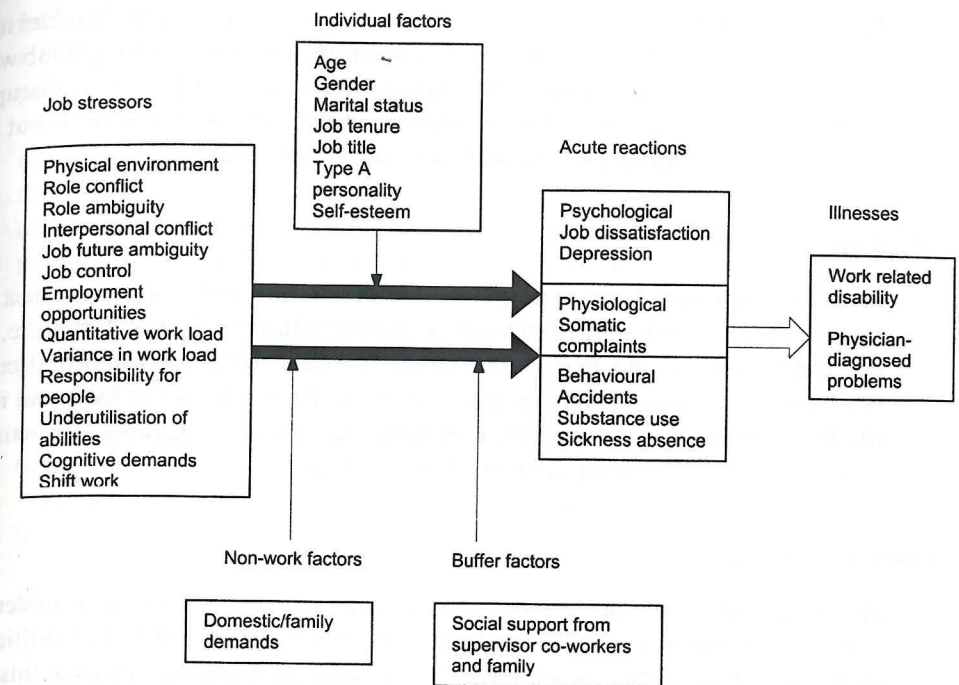 Individual factors
Age
Gender
Marital status
Job tenure
Job title
Type A
personality
Self-esteem
Job stressors
Physical environment
Role conflict
Role ambiguity
Interpersonal conflict
Job future ambiguity
Job control
Employment
opportunities
Quantitative work load
Variance in work load
Responsibility for
people
Underutilisation of
abilities
Cognitive demands
Shift work
Acute reactions
Psychological
Job dissatisfaction
Depression
Physiological
Somatic
complaints
Behavioural
Accidents
Substance use
Sickness absence
Illnesses
Work related
disability
Physician-
diagnosed
problems
Non-work factors
Domestic/family
demands
Buffer factors
Social support from
supervisor co-workers
and family